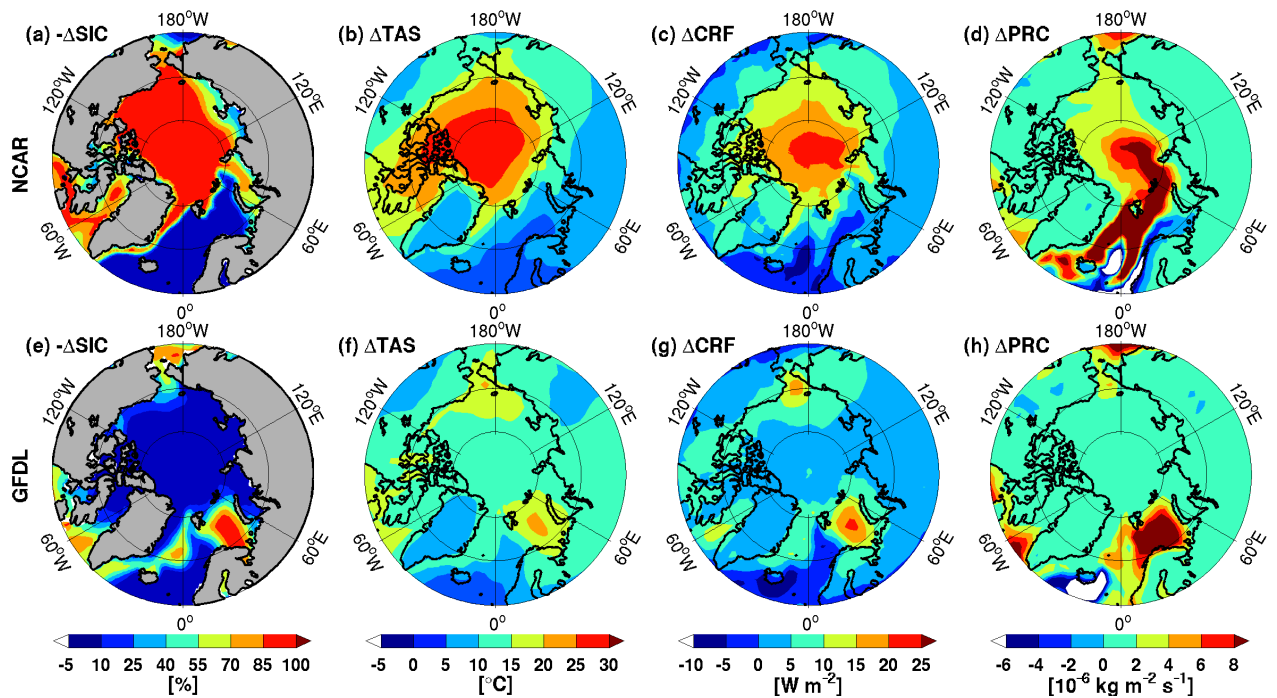 180°W 180°W 180°W 180°W
(a) -ΔSIC (b) ΔTAS (c) ΔCRF (d) ΔPRC
120°W 120°E 120°W 120°E 120°W 120°E 120°W 120°E
NCAR
60°W 60°E 60°W 60°E 60°W 60°E 60°W 60°E
0° 0° 0° 0°
180°W 180°W 180°W 180°W
(e) -ΔSIC (f) ΔTAS (g) ΔCRF (h) ΔPRC
120°W 120°E 120°W 120°E 120°W 120°E 120°W 120°E
GFDL
60°W 60°E 60°W 60°E 60°W 60°E 60°W 60°E
0° 0° 0° 0°
-5 10 25 40 55 70 85 100 -5 0 5 10 15 20 25 30 -10 -5 0 5 10 15 20 25 -6 -4 -2 0 2 4 6 8
[%] [°C] [W m⁻²] [10⁻⁶ kg m⁻² s⁻¹]